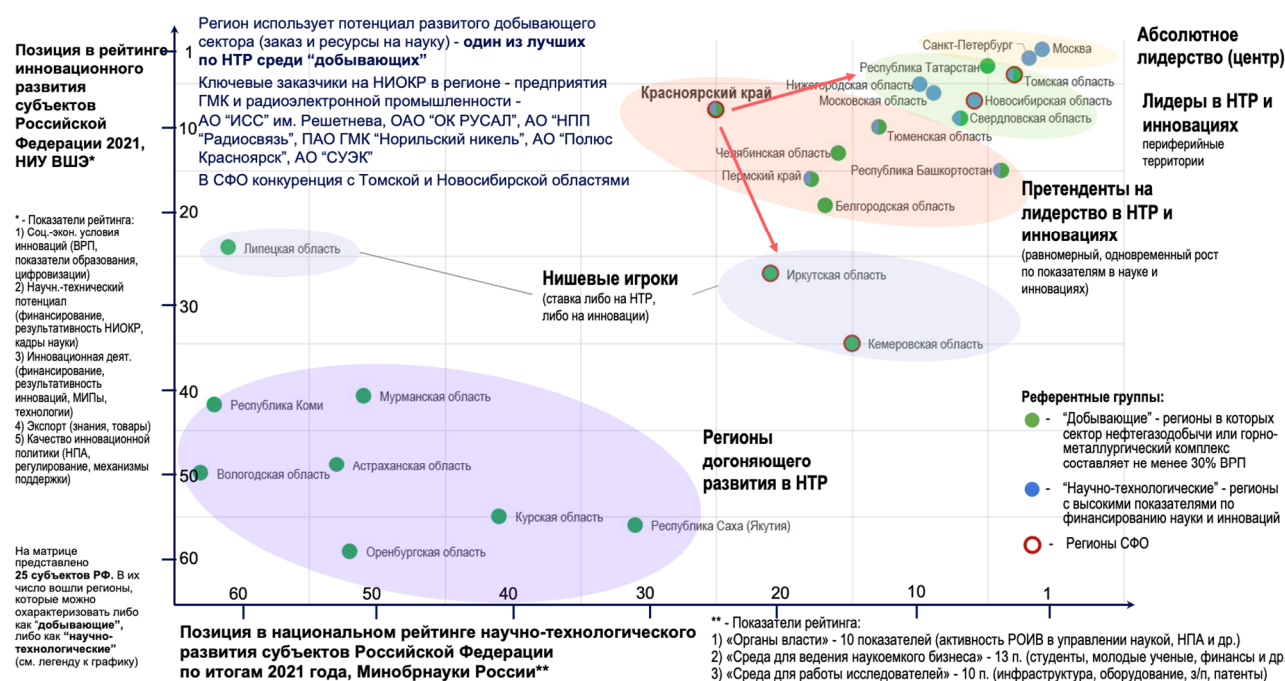 Позиция в рейтинге
инновационного
развития
субъектов
Российской
Федерации 2021,
НИУ ВШЭ*
* - Показатели рейтинга:
1) Соц.-экон. условия
инноваций (ВРП,
показатели образования,
цифровизации)
2) Научн.-технический
потенциал
(финансирование,
результативность НИОКР,
кадры науки)
3) Инновационная деят.
(финансирование,
результативность
инноваций, МИПы,
технологии)
4) Экспорт (знания, товары)
5) Качество инновационной
политики (НПА,
регулирование, механизмы
поддержки)
На матрице
представлено
25 субъектов РФ. В их
число вошли регионы,
которые можно
охарактеризовать либо
как “добывающие”,
либо как “научно-
технологические”
(см. легенду к графику)
1
10
20
30
40
50
60
Регион использует потенциал развитого добывающего
сектора (заказ и ресурсы на науку) - один из лучших
по НТР среди “добывающих”
Ключевые заказчики на НИОКР в регионе - предприятия
ГМК и радиоэлектронной промышленности -
АО “ИСС” им. Решетнева, ОАО “ОК РУСАЛ”, АО “НПП
“Радиосвязь”, ПАО ГМК “Норильский никель”, АО “Полюс
Красноярск”, АО “СУЭК”
В СФО конкуренция с Томской и Новосибирской областями
Санкт-Петербург
Москва
Республика Татарстан
Томская область
Нижегородская область
Московская область
Новосибирская область
Свердловская область
Красноярский край
Тюменская область
Челябинская область
Пермский край
Республика Башкортостан
Белгородская область
Липецкая область
Нишевые игроки
(ставка либо на НТР,
либо на инновации)
Иркутская область
Кемеровская область
Республика Коми
Мурманская область
Вологодская область
Астраханская область
Курская область
Республика Саха (Якутия)
Оренбургская область
Регионы
догоняющего
развития в НТР
Абсолютное
лидерство (центр)
Лидеры в НТР и
инновациях
периферийные
территории
Претенденты на
лидерство в НТР и
инновациях
(равномерный, одновременный рост
по показателям в науке и
инновациях)
Референтные группы:
- “Добывающие” - регионы в которых
сектор нефтегазодобычи или горно-
металлургический комплекс
составляет не менее 30% ВРП
- “Научно-технологические” - регионы
с высокими показателями по
финансированию науки и инноваций
- Регионы СФО
60
50
40
30
20
10
1
Позиция в национальном рейтинге научно-технологического
развития субъектов Российской Федерации
по итогам 2021 года, Минобрнауки России**
** - Показатели рейтинга:
1) «Органы власти» - 10 показателей (активность РОИВ в управлении наукой, НПА и др.)
2) «Среда для ведения наукоемкого бизнеса» - 13 п. (студенты, молодые ученые, финансы и др.
3) «Среда для работы исследователей» - 10 п. (инфраструктура, оборудование, з/п, патенты)